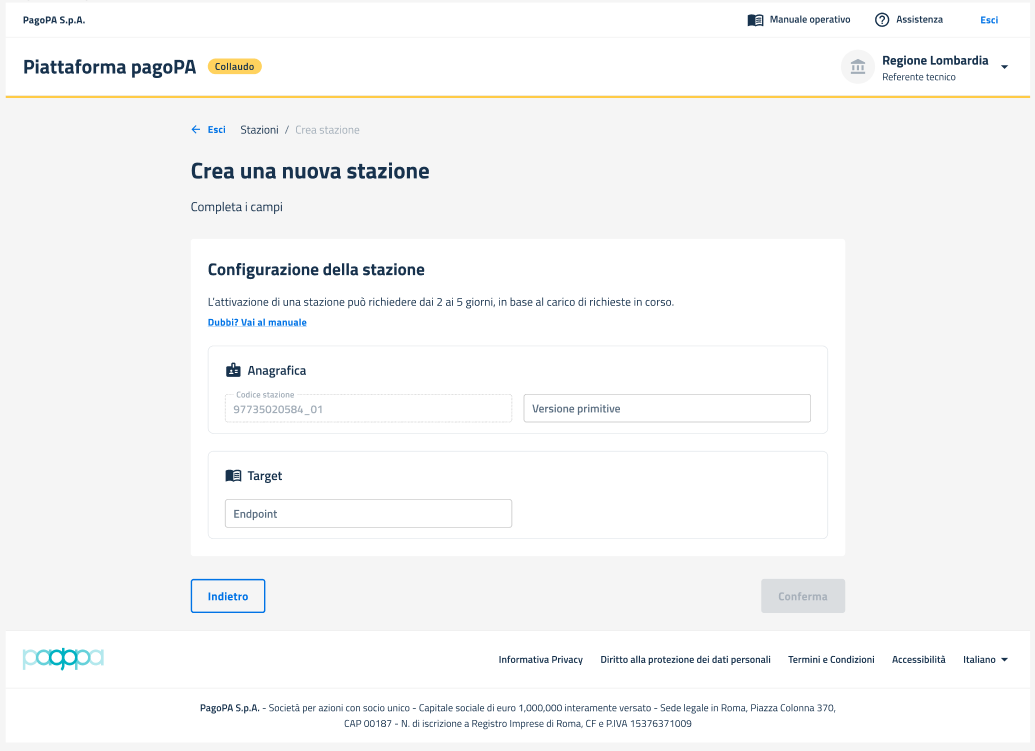 PagoPA S.p.A.
Manuale operativo
Assistenza
Esci
Piattaforma pagoPA
Collaudo
Regione Lombardia
Referente tecnico
← Esci Stazioni / Crea stazione
Crea una nuova stazione
Completa i campi
Configurazione della stazione
L'attivazione di una stazione può richiedere dai 2 ai 5 giorni, in base al carico di richieste in corso.
Dubbi? Vai al manuale
Anagrafica
Codice stazione
97735020584_01
Versione primitive
Target
Endpoint
Indietro
Conferma
pagopa
Informativa Privacy
Diritto alla protezione dei dati personali
Termini e Condizioni
Accessibilità
Italiano
PagoPA S.p.A. - Società per azioni con socio unico - Capitale sociale di euro 1,000,000 interamente versato - Sede legale in Roma, Piazza Colonna 370,
CAP 00187 - N. di iscrizione a Registro Imprese di Roma, CF e P.IVA 15376371009